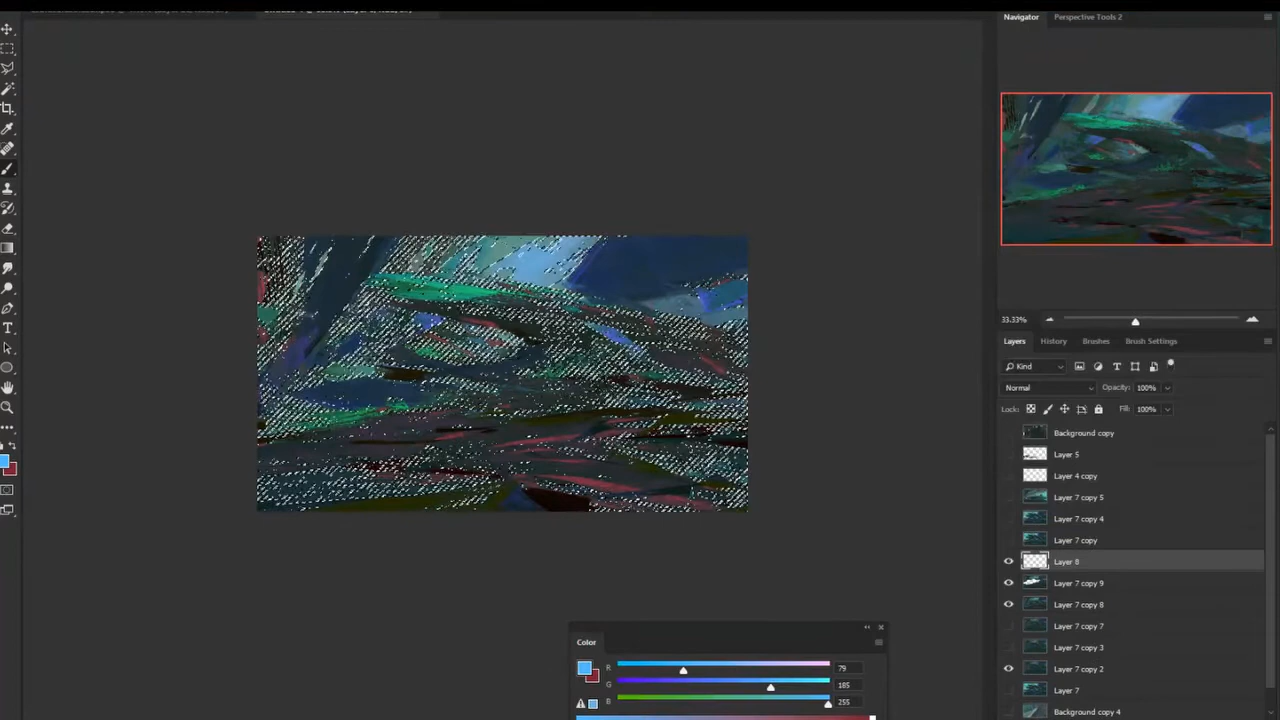 Navigator Perspective Tools 2
33.33%
Layers History Brushes Brush Settings
Kind
Normal Opacity: 100%
Lock: Fill: 100%
Background copy
Layer 5
Layer 4 copy
Layer 7 copy 5
Layer 7 copy 4
Layer 7 copy
Layer 8
Layer 7 copy 9
Layer 7 copy 8
Layer 7 copy 7
Layer 7 copy 3
Layer 7 copy 2
Layer 7
Background copy 4
Color
R 79
G 185
B 255